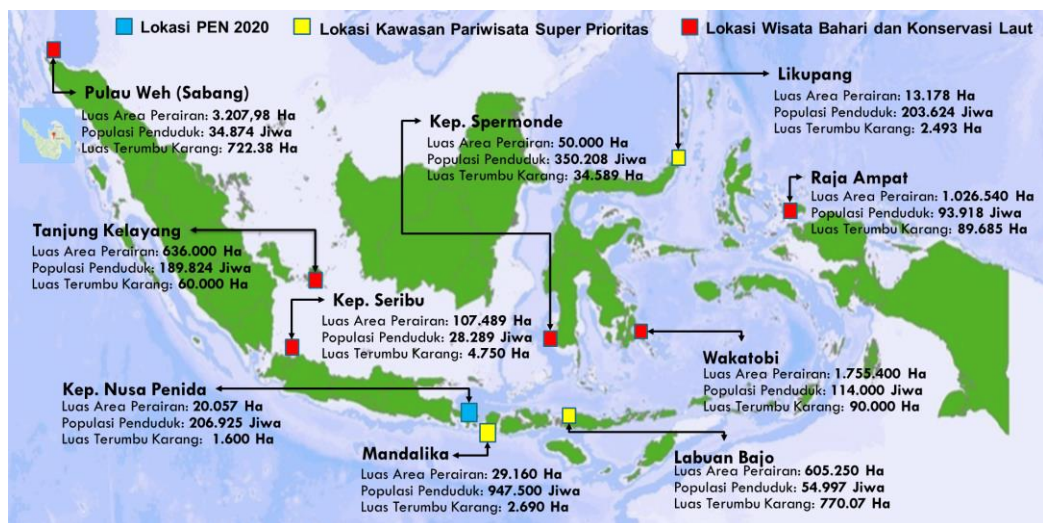 Lokasi PEN 2020
Lokasi Kawasan Pariwisata Super Prioritas
Lokasi Wisata Bahari dan Konservasi Laut
Pulau Weh (Sabang)
Luas Area Perairan: 3.207,98 Ha
Populasi Penduduk: 34.874 Jiwa
Luas Terumbu Karang: 722.38 Ha
Kep. Spermonde
Luas Area Perairan: 50.000 Ha
Populasi Penduduk: 350.208 Jiwa
Luas Terumbu Karang: 34.589 Ha
Likupang
Luas Area Perairan: 13.178 Ha
Populasi Penduduk: 203.624 Jiwa
Luas Terumbu Karang: 2.493 Ha
Raja Ampat
Luas Area Perairan: 1.026.540 Ha
Populasi Penduduk: 93.918 Jiwa
Luas Terumbu Karang: 89.685 Ha
Tanjung Kelayang
Luas Area Perairan: 636.000 Ha
Populasi Penduduk: 189.824 Jiwa
Luas Terumbu Karang: 60.000 Ha
Kep. Seribu
Luas Area Perairan: 107.489 Ha
Populasi Penduduk: 28.289 Jiwa
Luas Terumbu Karang: 4.750 Ha
Wakatobi
Luas Area Perairan: 1.755.400 Ha
Populasi Penduduk: 114.000 Jiwa
Luas Terumbu Karang: 90.000 Ha
Kep. Nusa Penida
Luas Area Perairan: 20.057 Ha
Populasi Penduduk: 206.925 Jiwa
Luas Terumbu Karang: 1.600 Ha
Mandalika
Luas Area Perairan: 29.160 Ha
Populasi Penduduk: 947.500 Jiwa
Luas Terumbu Karang: 2.690 Ha
Labuan Bajo
Luas Area Perairan: 605.250 Ha
Populasi Penduduk: 54.997 Jiwa
Luas Terumbu Karang: 770.07 Ha